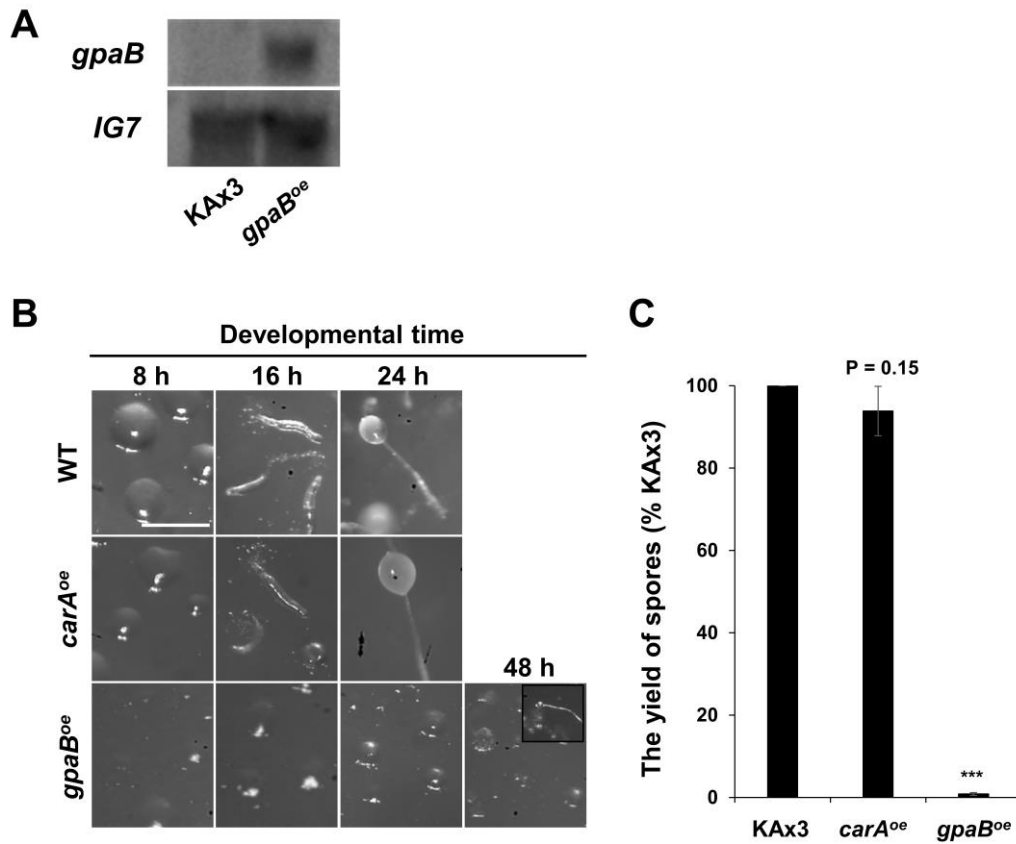 A
gpaB
IG7
KAx3
gpaBoe
B
Developmental time
8 h
16 h
24 h
WT
carAoe
48 h
gpaBoe
C
The yield of spores (% KAx3)
P = 0.15
100
80
60
40
20
0
***
KAx3
carAoe
gpaBoe